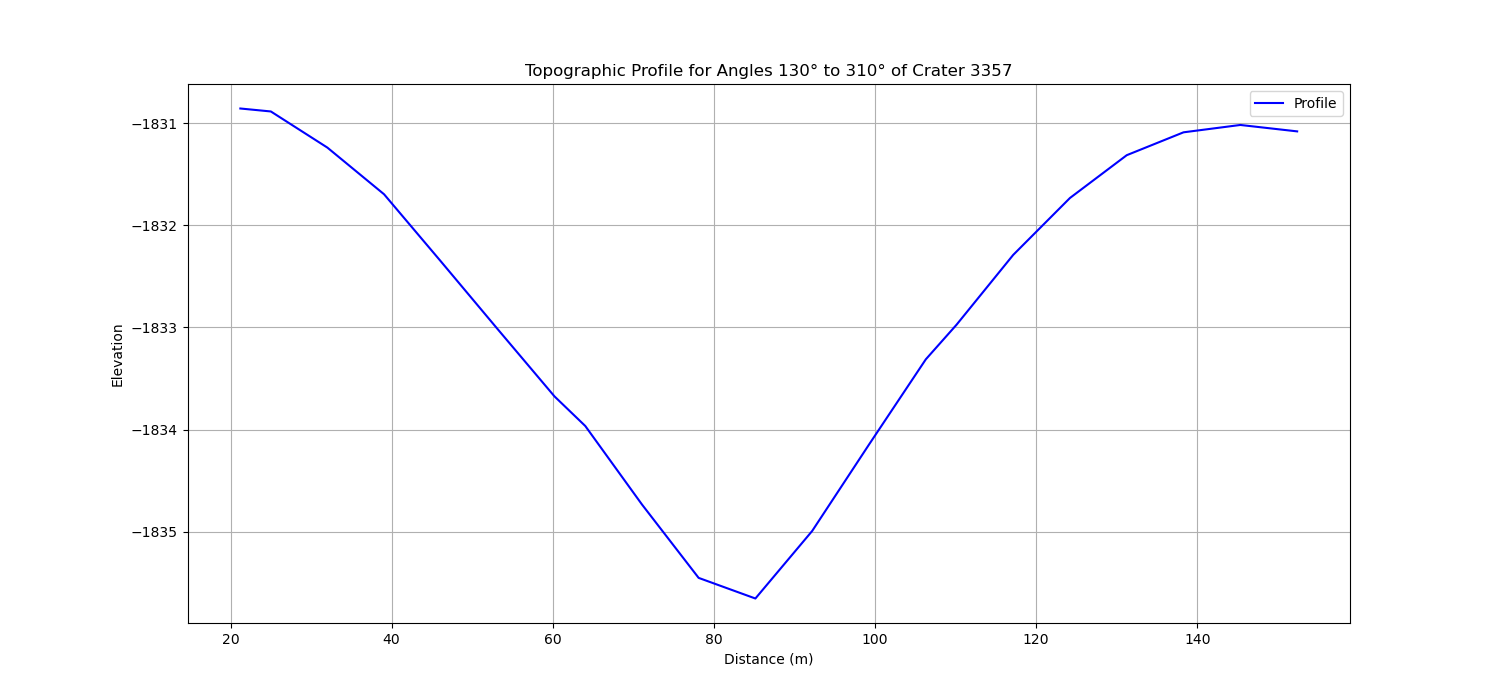 Topographic Profile for Angles 130° to 310° of Crater 3357
Profile
−1831
−1832
−1833
−1834
−1835
Elevation
20 40 60 80 100 120 140
Distance (m)